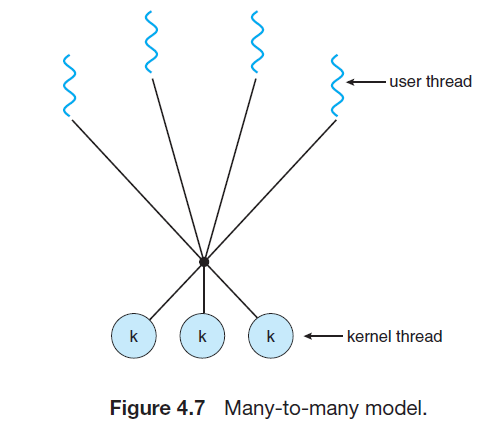 user thread
k k k
kernel thread
Figure 4.7 Many-to-many model.